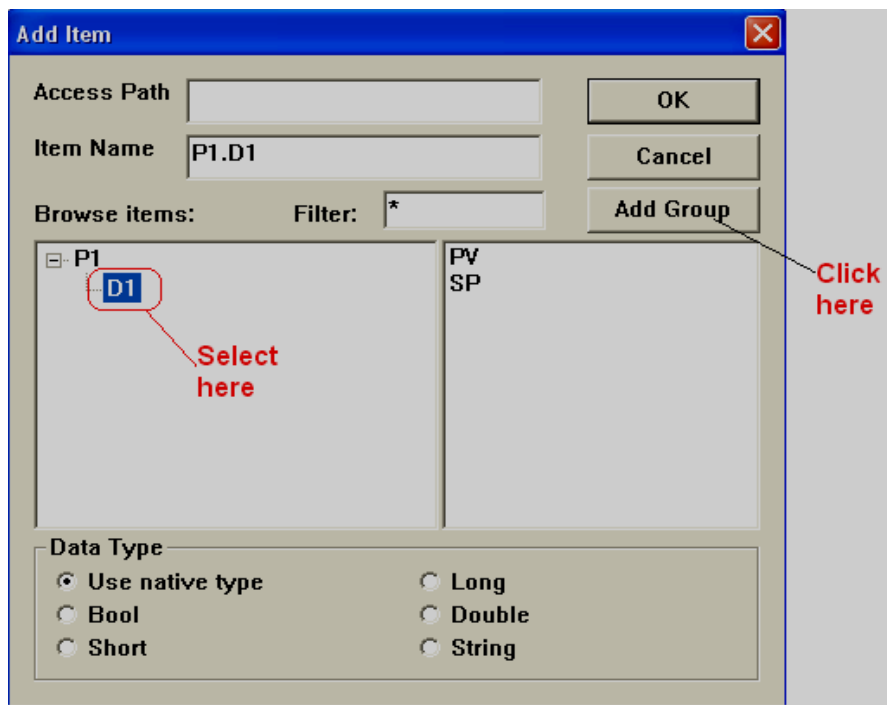 Add Item
Access Path
OK
Item Name
P1.D1
Cancel
Browse items:
Filter:
*
Add Group
P1
D1
PV
SP
Click
here
Select
here
Data Type
Use native type
Long
Bool
Double
Short
String